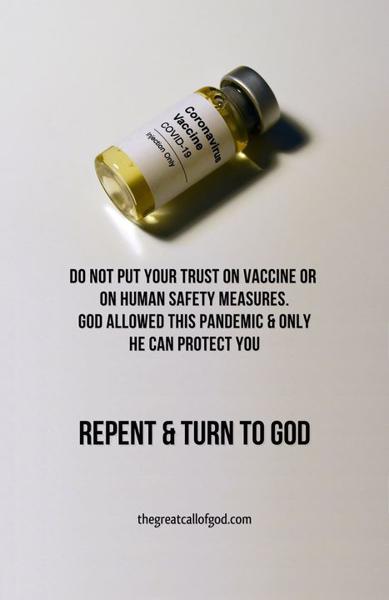 Coronavirus
Vaccine
COVID-19
Injection Only
DO NOT PUT YOUR TRUST ON VACCINE OR
ON HUMAN SAFETY MEASURES.
GOD ALLOWED THIS PANDEMIC & ONLY
HE CAN PROTECT YOU
REPENT & TURN TO GOD
thegreatcallofgod.com